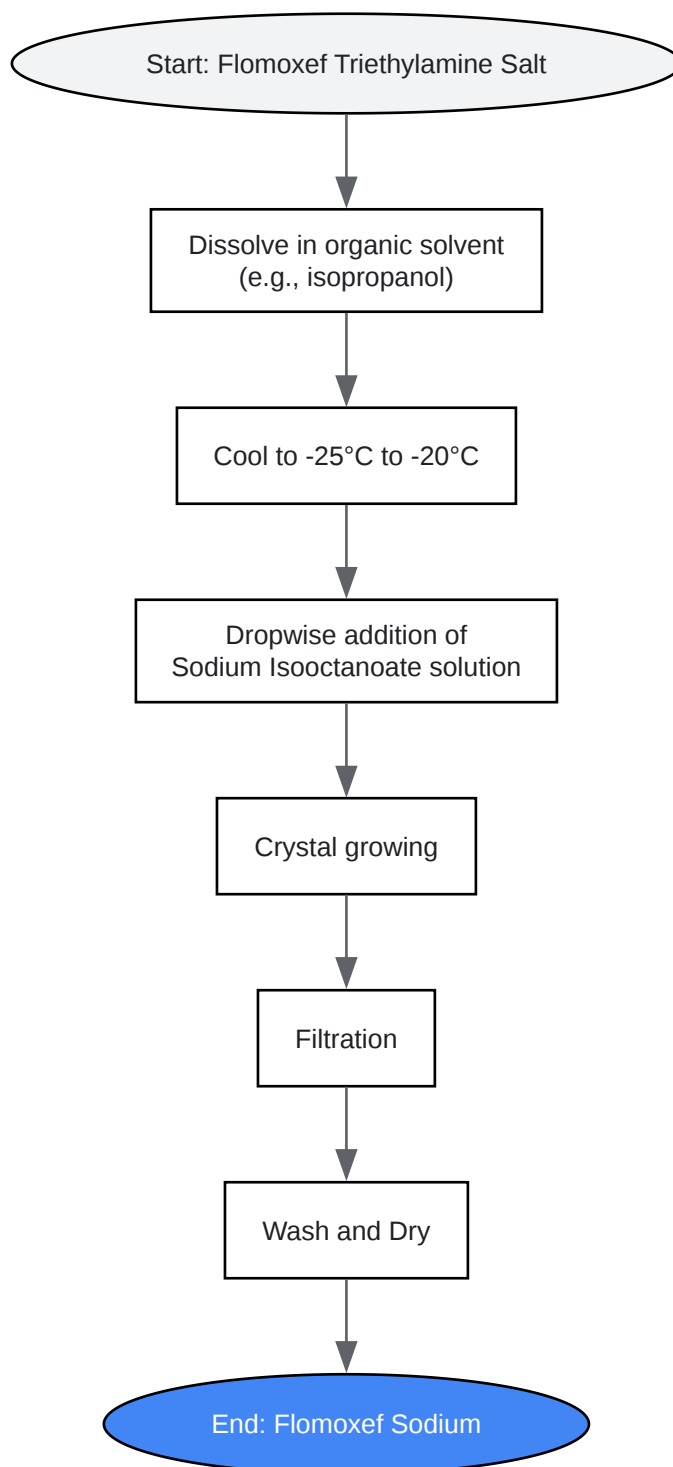 Start: Flomoxef Triethylamine Salt
Dissolve in organic solvent
(e.g., isopropanol)
Cool to -25°C to -20°C
Dropwise addition of
Sodium Isooctanoate solution
Crystal growing
Filtration
Wash and Dry
End: Flomoxef Sodium